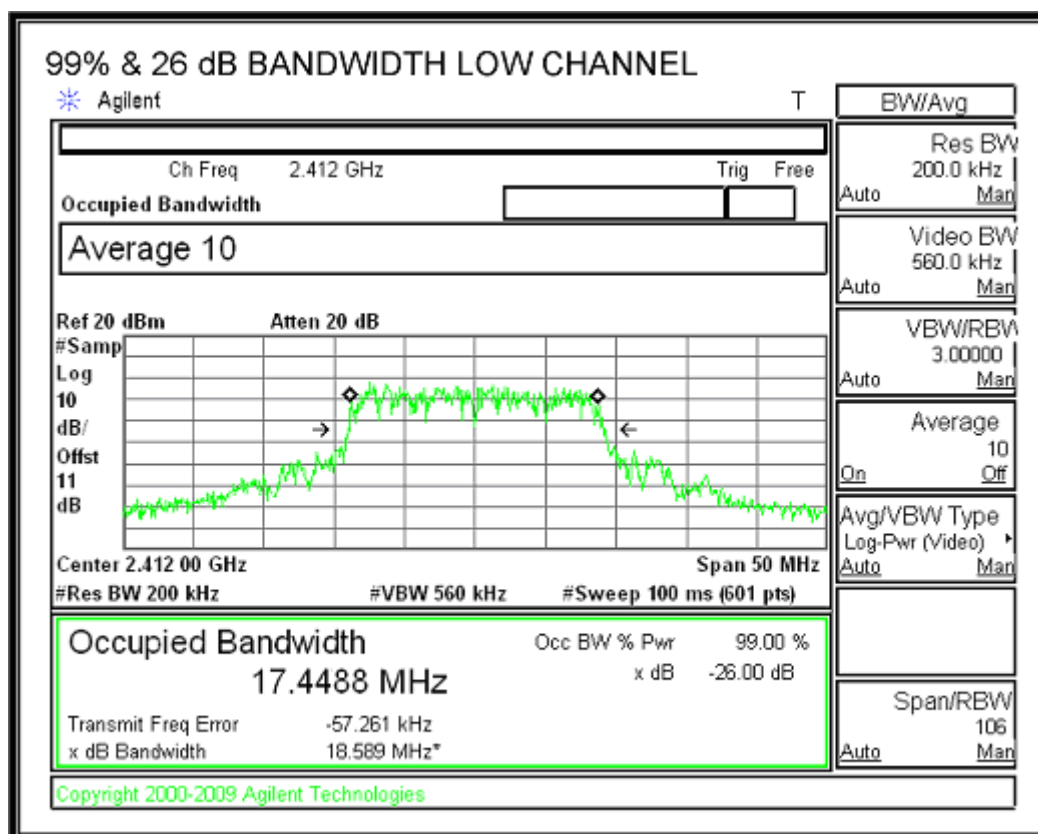 99% & 26 dB BANDWIDTH LOW CHANNEL
Agilent T
Ch Freq 2.412 GHz Trig Free
Occupied Bandwidth
Average 10
Ref 20 dBm Atten 20 dB
#Samp
Log
10
dB/
Offst
11
dB
Center 2.412 00 GHz Span 50 MHz
#Res BW 200 kHz #VBW 560 kHz #Sweep 100 ms (601 pts)
Occupied Bandwidth Occ BW % Pwr 99.00 %
17.4488 MHz x dB -26.00 dB
Transmit Freq Error -57.261 kHz
x dB Bandwidth 18.589 MHz*
Copyright 2000-2009 Agilent Technologies
BW/Avg
Res BW
200.0 kHz
Auto Man
Video BW
560.0 kHz
Auto Man
VBW/RBW
3.00000
Auto Man
Average
10
On Off
Avg/VBW Type
Log-Pwr (Video)
Auto Man
Span/RBW
106
Auto Man